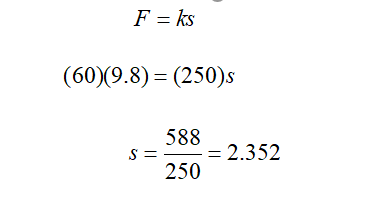 F = ks
(60)(9.8) = (250)s
s = 588/250 = 2.352